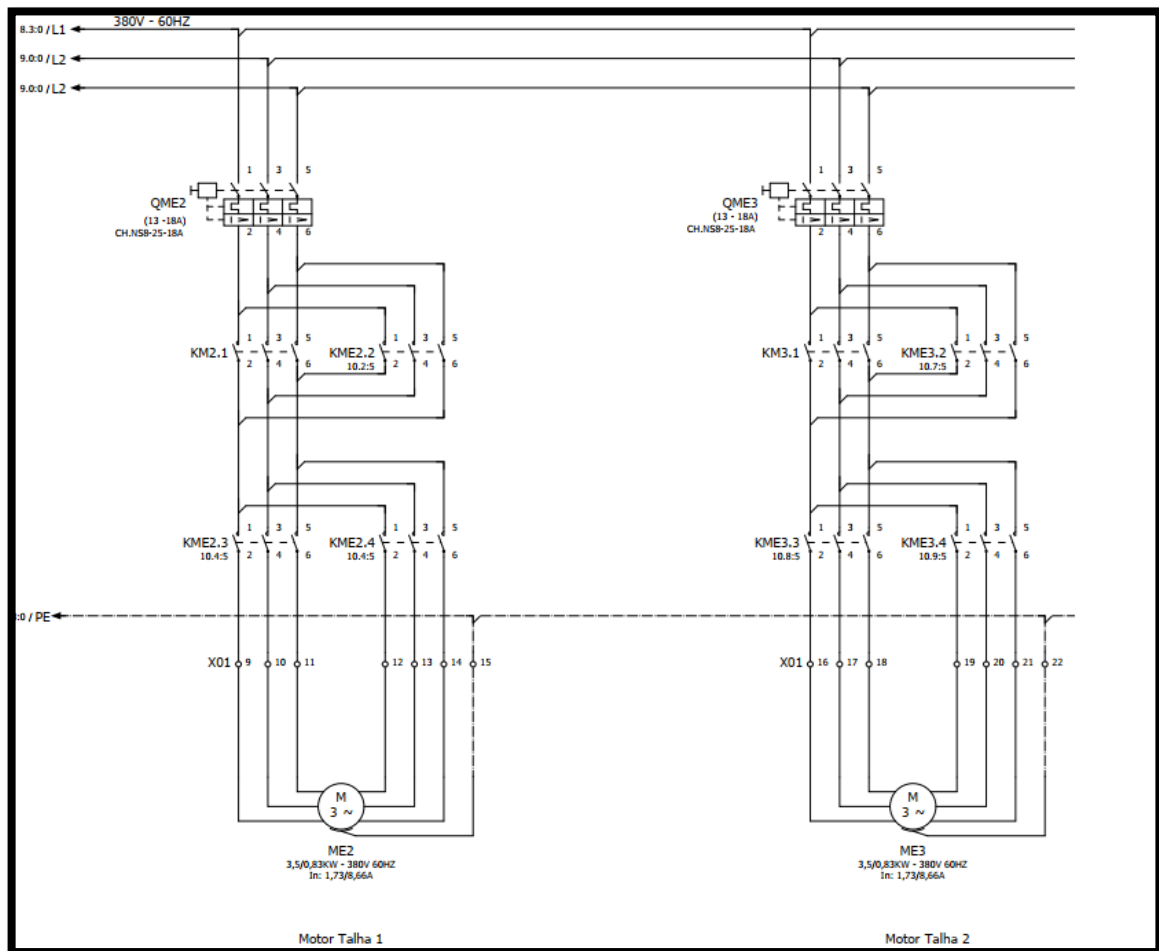 380V - 60HZ
8.3:0 / L1
9.0:0 / L2
9.0:0 / L2
1 3 5
QME2
(13 -18A)
CH.NS8-25-18A
2 4 6
1 3 5
QME3
(13 - 18A)
CH.NS8-25-18A
2 4 6
1 3 5
KM2.1
2 4 6
1 3 5
KME2.2
10.2:5
2 4 6
1 3 5
KM3.1
2 4 6
1 3 5
KME3.2
10.7:5
2 4 6
1 3 5
KME2.3
10.4:5
2 4 6
1 3 5
KME2.4
10.4:5
2 4 6
1 3 5
KME3.3
10.8:5
2 4 6
1 3 5
KME3.4
10.9:5
2 4 6
:0 / PE
X01 9 10 11 12 13 14 15
X01 16 17 18 19 20 21 22
M
3 ~
ME2
3,5/0,83KW - 380V 60HZ
In: 1,73/8,66A
M
3 ~
ME3
3,5/0,83KW - 380V 60HZ
In: 1,73/8,66A
Motor Talha 1
Motor Talha 2